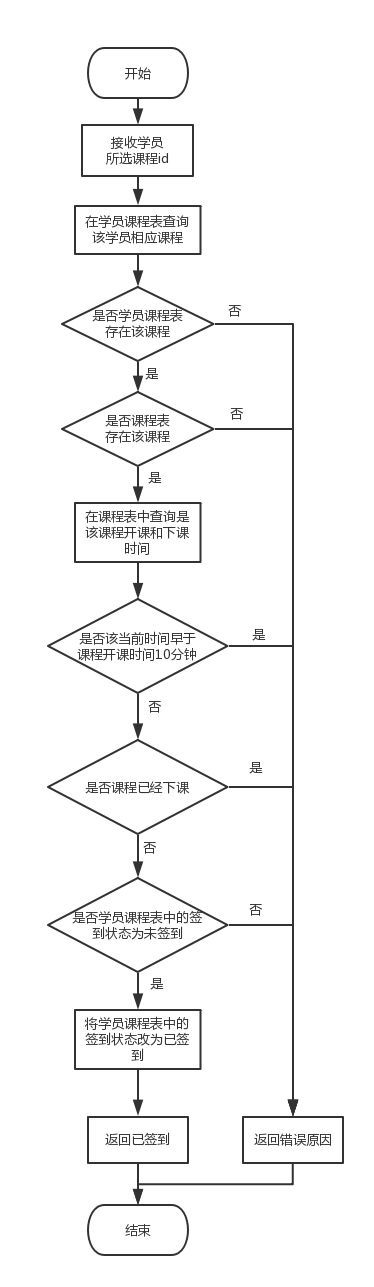 开始
接收学员
所选课程id
在学员课程表查询
该学员相应课程
是否学员课程表
存在该课程
否
是
是否课程表
存在该课程
否
是
在课程表中查询是
该课程开课和下课
时间
是否该当前时间早于
课程开课时间10分钟
是
否
是否课程已经下课
是
否
是否学员课程表中的签
到状态为未签到
否
是
将学员课程表中的
签到状态改为已签
到
返回已签到
返回错误原因
结束